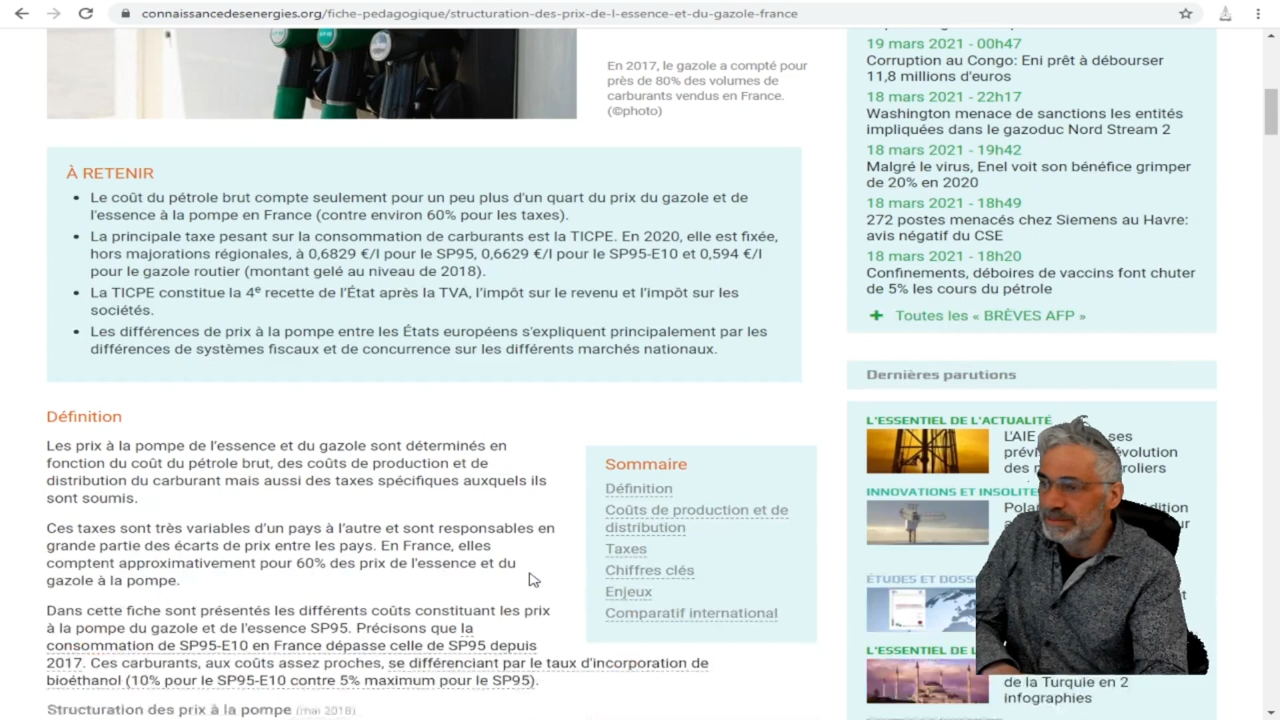 connaissancedesenergies.org/fiche-pedagogique/structuration-des-prix-de-l-essence-et-du-gazole-france
En 2017, le gazole a compté pour
près de 80% des volumes de
carburants vendus en France.
(©photo)
À RETENIR
• Le coût du pétrole brut compte seulement pour un peu plus d'un quart du prix du gazole et de
l'essence à la pompe en France (contre environ 60% pour les taxes).
• La principale taxe pesant sur la consommation de carburants est la TICPE. En 2020, elle est fixée,
hors majorations régionales, à 0,6829 €/l pour le SP95, 0,6629 €/l pour le SP95-E10 et 0,594 €/l
pour le gazole routier (montant gelé au niveau de 2018).
• La TICPE constitue la 4e recette de l'État après la TVA, l'impôt sur le revenu et l'impôt sur les
sociétés.
• Les différences de prix à la pompe entre les États européens s'expliquent principalement par les
différences de systèmes fiscaux et de concurrence sur les différents marchés nationaux.
Définition
Les prix à la pompe de l'essence et du gazole sont déterminés en
fonction du coût du pétrole brut, des coûts de production et de
distribution du carburant mais aussi des taxes spécifiques auxquels ils
sont soumis.
Ces taxes sont très variables d'un pays à l'autre et sont responsables en
grande partie des écarts de prix entre les pays. En France, elles
comptent approximativement pour 60% des prix de l'essence et du
gazole à la pompe.
Dans cette fiche sont présentés les différents coûts constituant les prix
à la pompe du gazole et de l'essence SP95. Précisons que la
consommation de SP95-E10 en France dépasse celle de SP95 depuis
2017. Ces carburants, aux coûts assez proches, se différenciant par le taux d'incorporation de
bioéthanol (10% pour le SP95-E10 contre 5% maximum pour le SP95).
Structuration des prix à la pompe (mai 2018)
Sommaire
Définition
Coûts de production et de
distribution
Taxes
Chiffres clés
Enjeux
Comparatif international
19 mars 2021 - 00h47
Corruption au Congo: Eni prêt à débourser
11,8 millions d'euros
18 mars 2021 - 22h17
Washington menace de sanctions les entités
impliquées dans le gazoduc Nord Stream 2
18 mars 2021 - 19h42
Malgré le virus, Enel voit son bénéfice grimper
de 20% en 2020
18 mars 2021 - 18h49
272 postes menacés chez Siemens au Havre:
avis négatif du CSE
18 mars 2021 - 18h20
Confinements, déboires de vaccins font chuter
de 5% les cours du pétrole
+ Toutes les « BRÈVES AFP »
Dernières parutions
L'ESSENTIEL DE L'ACTUALITÉ
L'AIE ses
INNOVATIONS ET INSOLITE
ÉTUDES ET DOSS
L'ESSENTIEL DE L
de la Turquie en 2
infographies